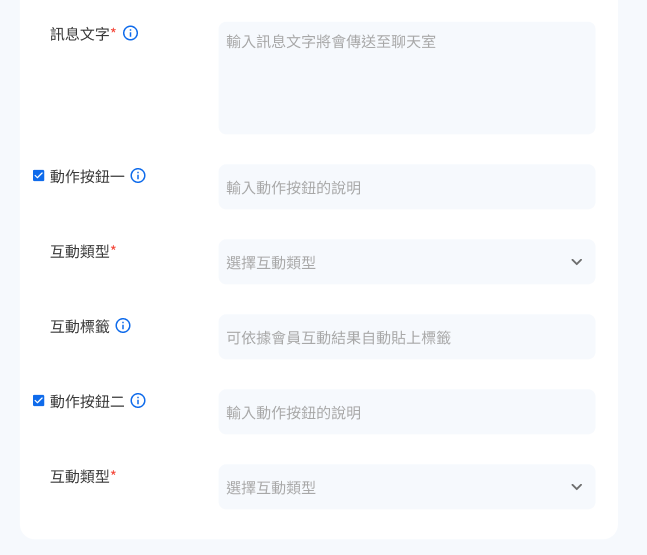 訊息文字*
輸入訊息文字將會傳送至聊天室
動作按鈕一
輸入動作按鈕的說明
互動類型*
選擇互動類型
互動標籤
可依據會員互動結果自動貼上標籤
動作按鈕二
輸入動作按鈕的說明
互動類型*
選擇互動類型